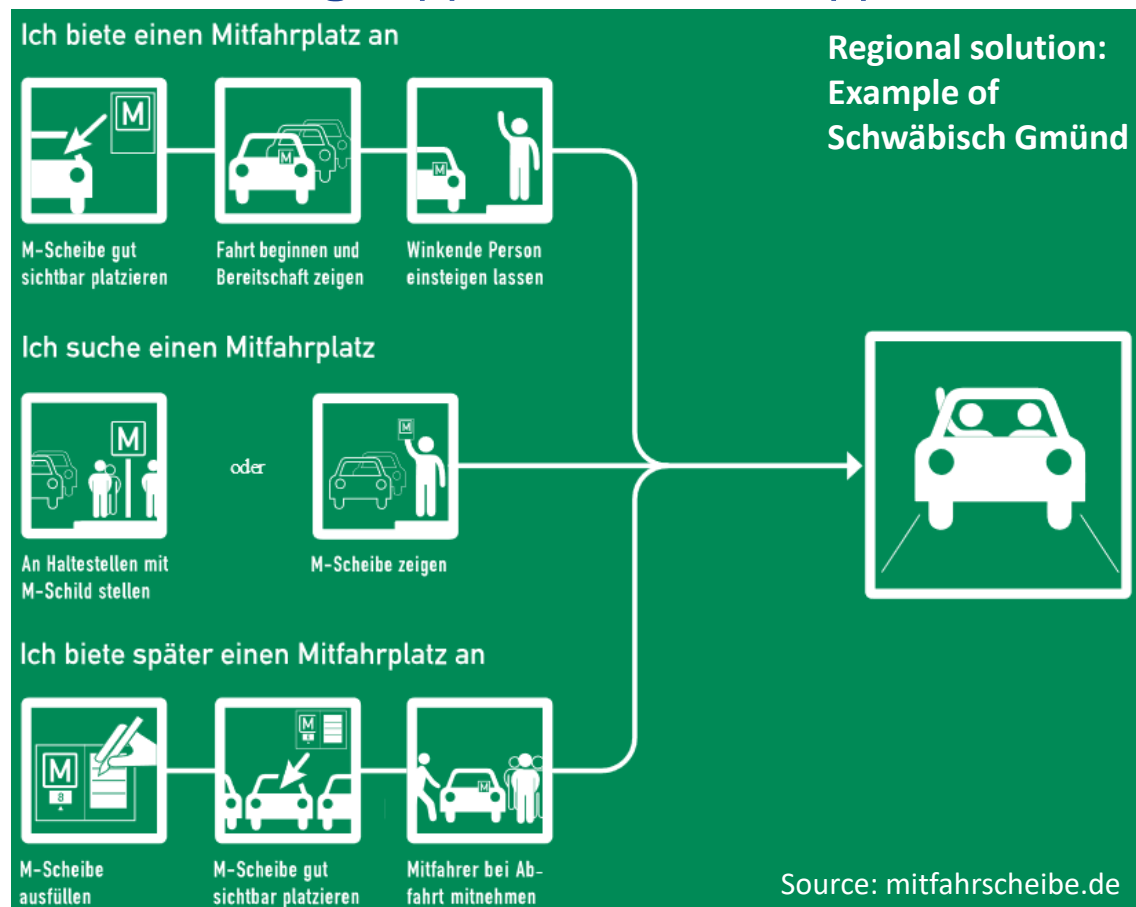 Ich biete einen Mitfahrplatz an
Regional solution:
Example of
Schwäbisch Gmünd
M
M
M
M-Scheibe gut
sichtbar platzieren
Fahrt beginnen und
Bereitschaft zeigen
Winkende Person
einsteigen lassen
Ich suche einen Mitfahrplatz
M
oder
M
An Haltestellen mit
M-Schild stellen
M-Scheibe zeigen
Ich biete später einen Mitfahrplatz an
M
8
M
8
M
M-Scheibe
ausfüllen
M-Scheibe gut
sichtbar platzieren
Mitfahrer bei Ab-
fahrt mitnehmen
Source: mitfahrscheibe.de